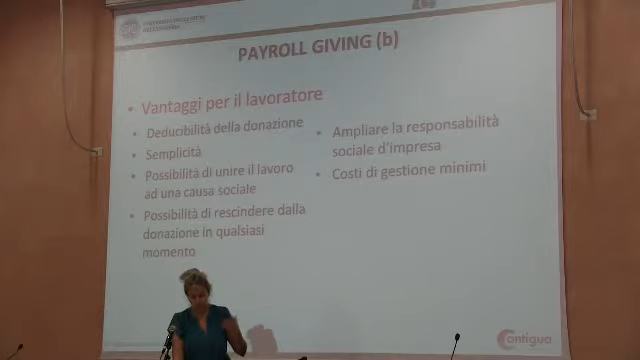 PAYROLL GIVING (b)
• Vantaggi per il lavoratore
• Deducibilità della donazione
• Semplicità
• Possibilità di unire il lavoro
ad una causa sociale
• Possibilità di rescindere dalla
donazione in qualsiasi
momento
• Ampliare la responsabilità
sociale d'impresa
• Costi di gestione minimi
Contigua